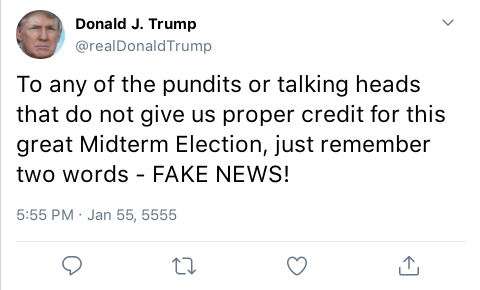 Donald J. Trump
@realDonaldTrump
To any of the pundits or talking heads
that do not give us proper credit for this
great Midterm Election, just remember
two words - FAKE NEWS!
5:55 PM · Jan 55, 5555